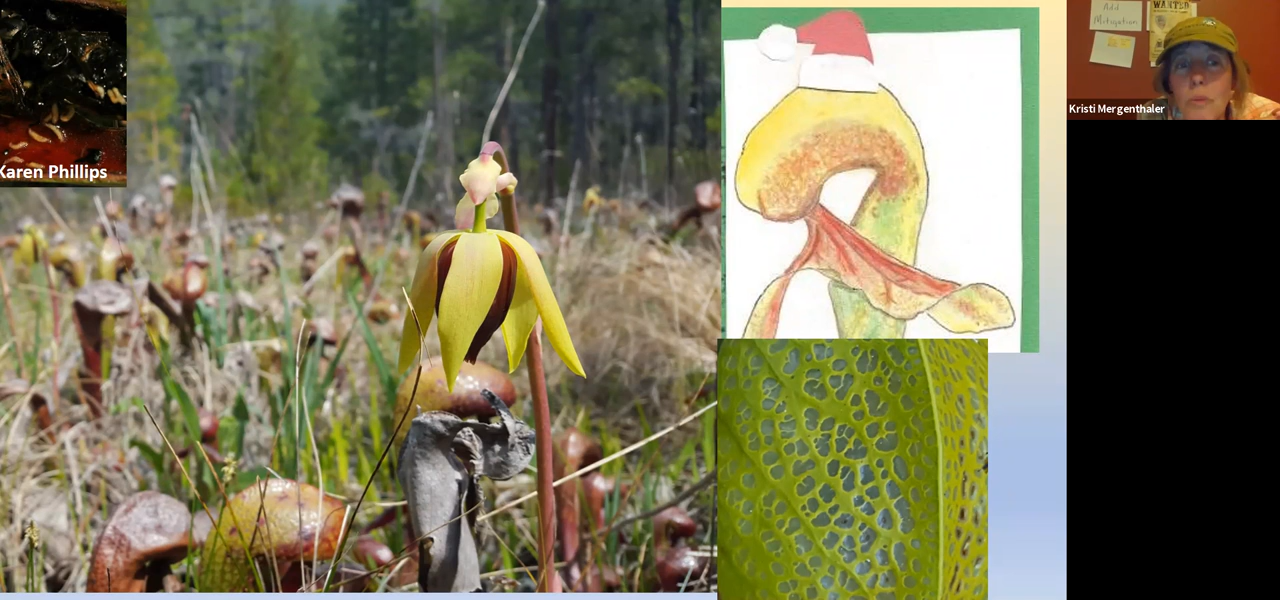 Karen Phillips
Add
Mitigation
WANTED
Kristi Mergenthaler